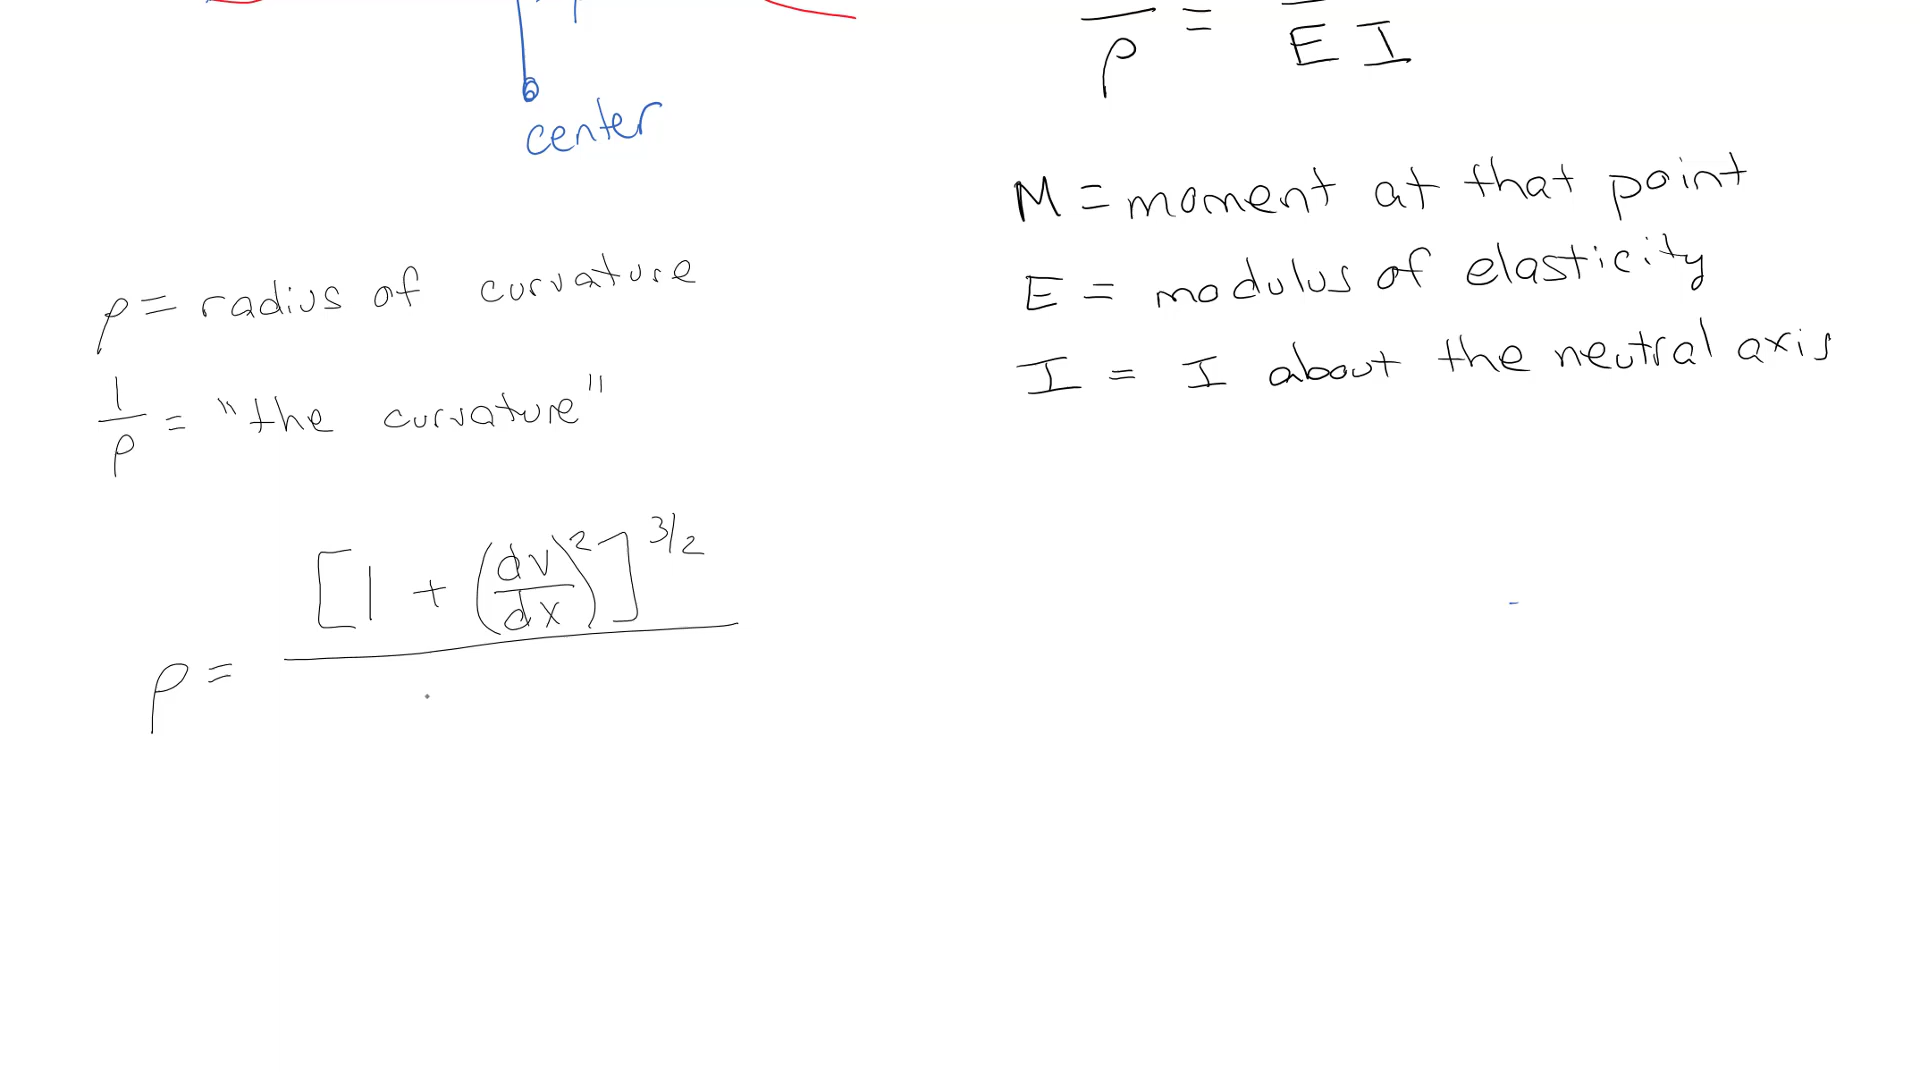 1/ρ = /EI
center
M = moment at that point
E = modulus of elasticity
I = I about the neutral axis
ρ = radius of curvature
1/ρ = "the curvature"
ρ = [1 + (dv/dx)²]^3/2